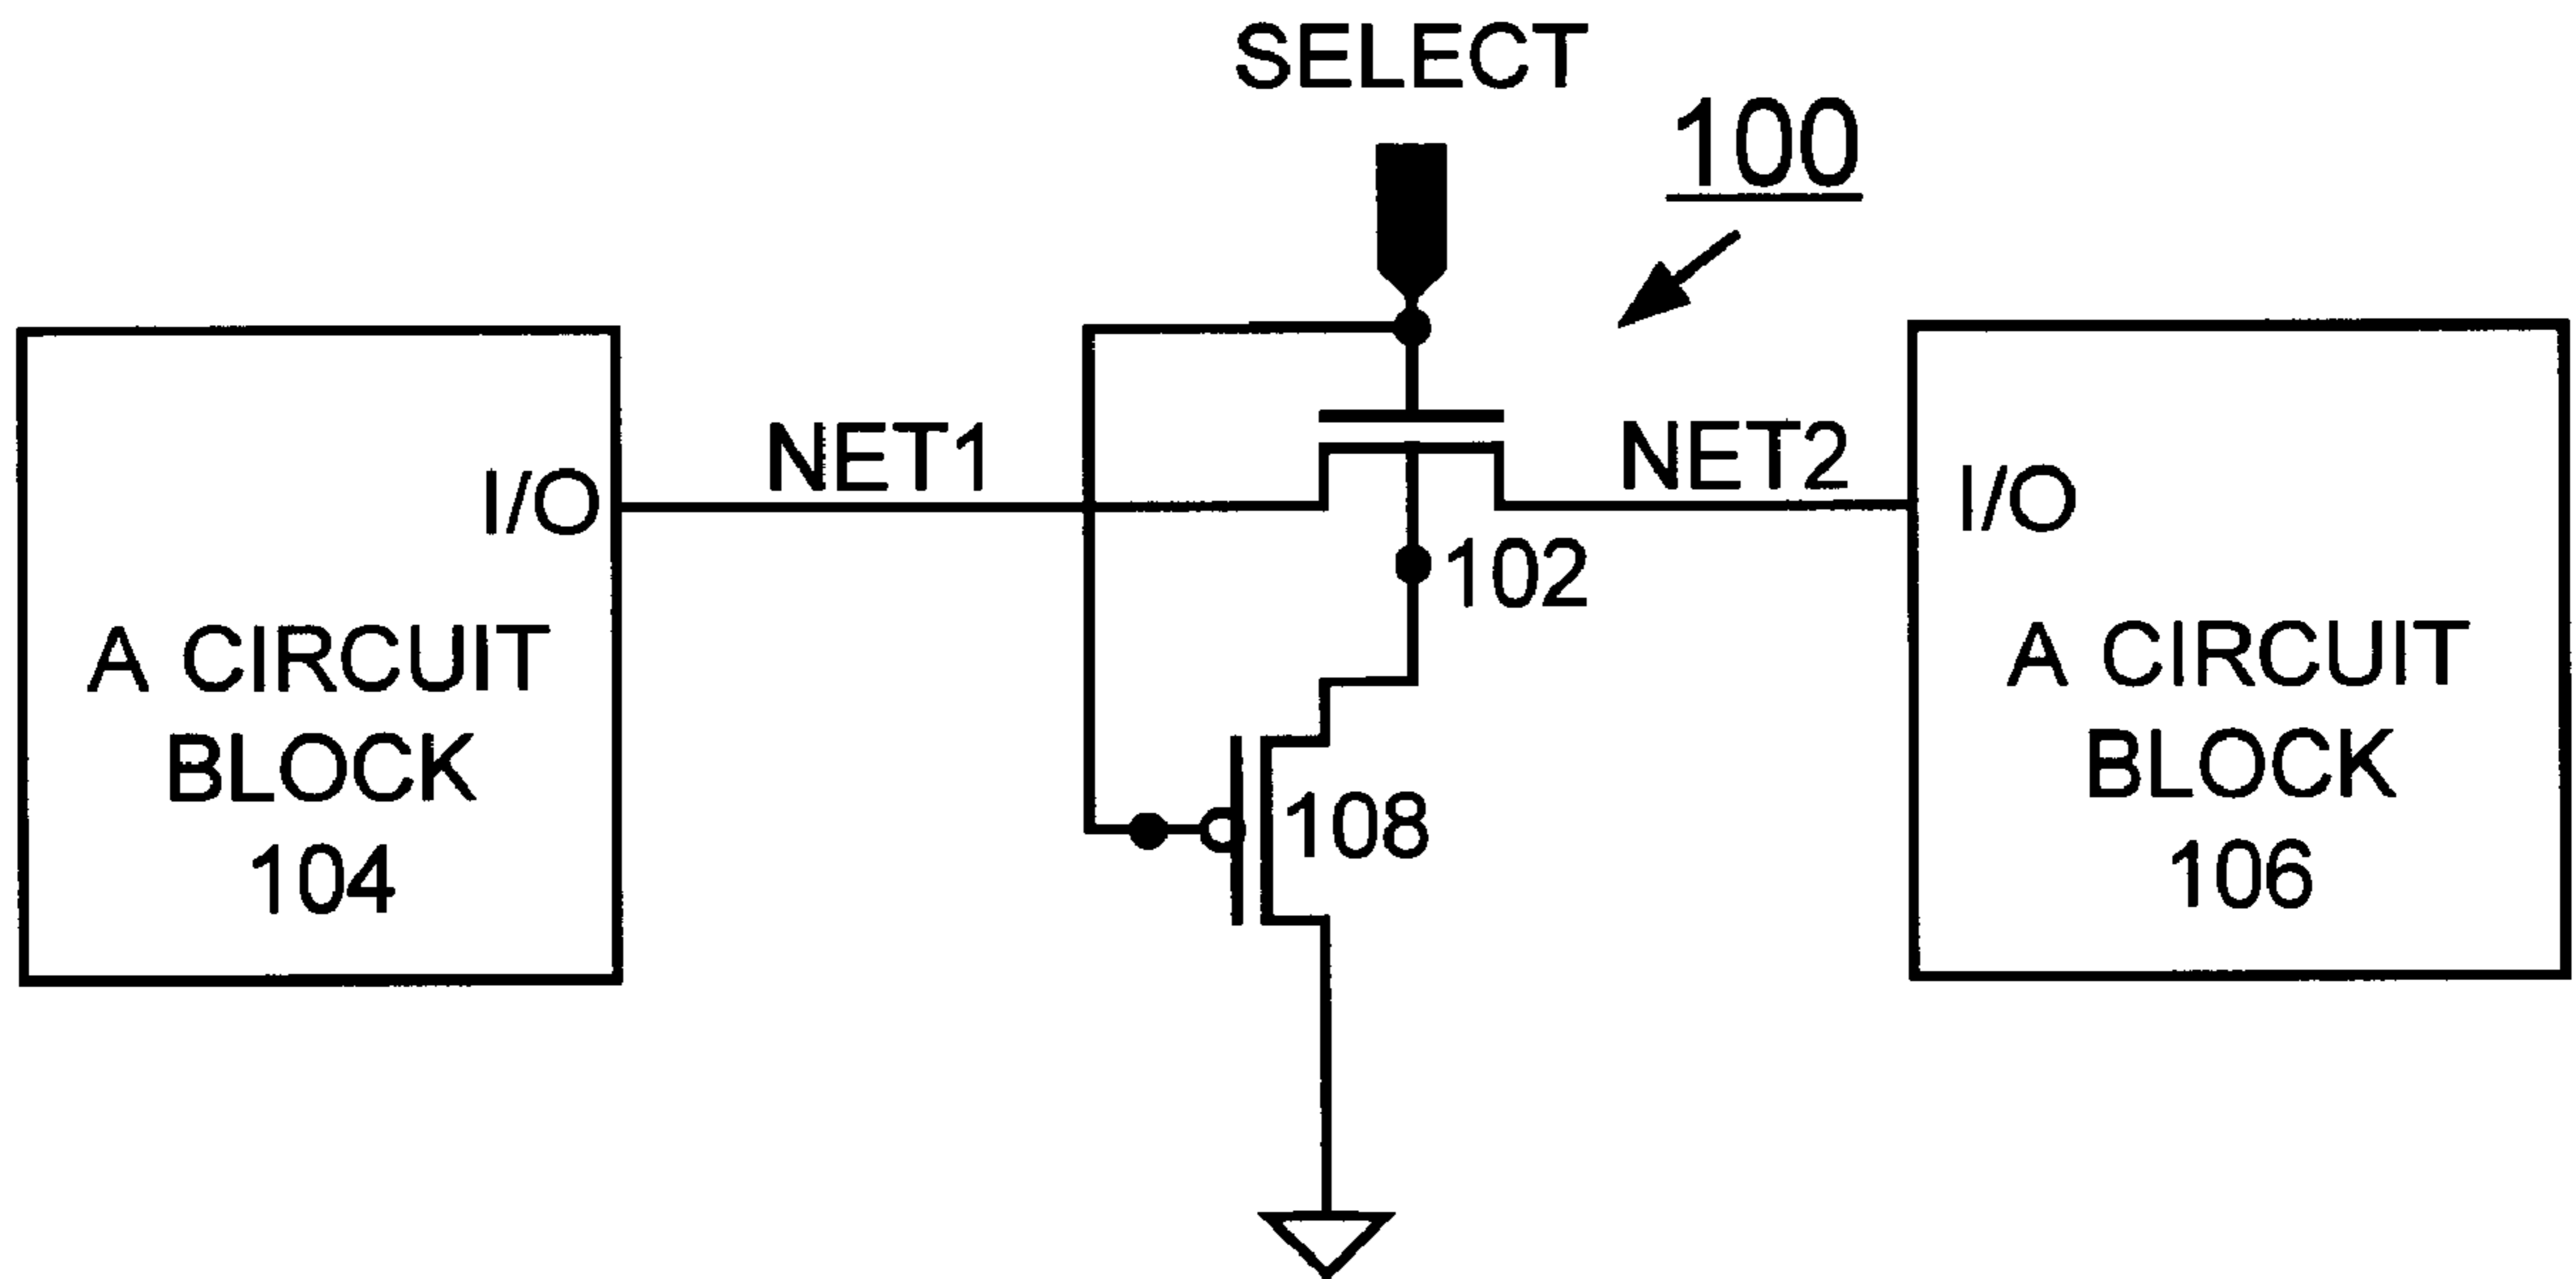 SELECT
100
NET1
NET2
I/O
I/O
102
A CIRCUIT
BLOCK
104
108
A CIRCUIT
BLOCK
106